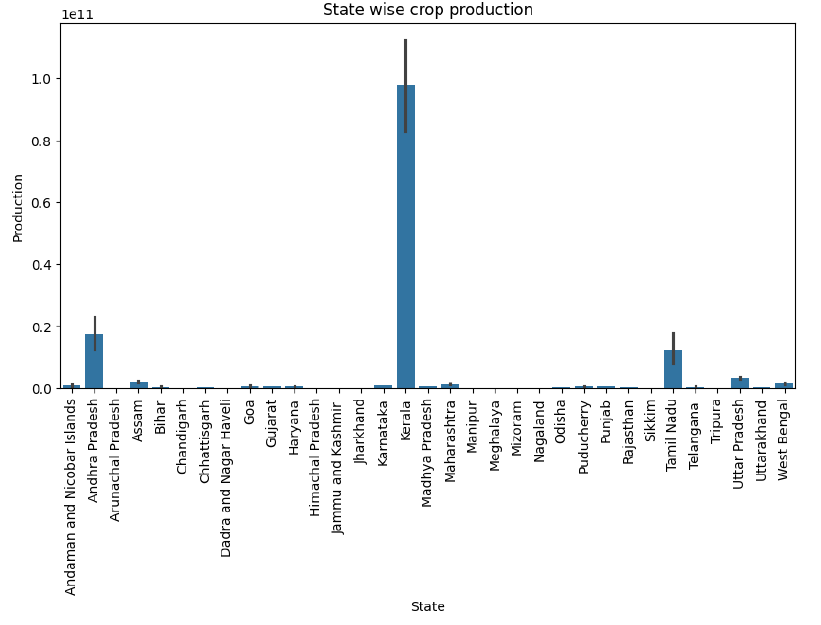 State wise crop production
1e11
1.0
0.8
0.6
0.4
0.2
0.0
Production
Andaman and Nicobar Islands
Andhra Pradesh
Arunachal Pradesh
Assam
Bihar
Chandigarh
Chhattisgarh
Dadra and Nagar Haveli
Goa
Gujarat
Haryana
Himachal Pradesh
Jammu and Kashmir
Jharkhand
Karnataka
Kerala
Madhya Pradesh
Maharashtra
Manipur
Meghalaya
Mizoram
Nagaland
Odisha
Puducherry
Punjab
Rajasthan
Sikkim
Tamil Nadu
Telangana
Tripura
Uttar Pradesh
Uttarakhand
West Bengal
State